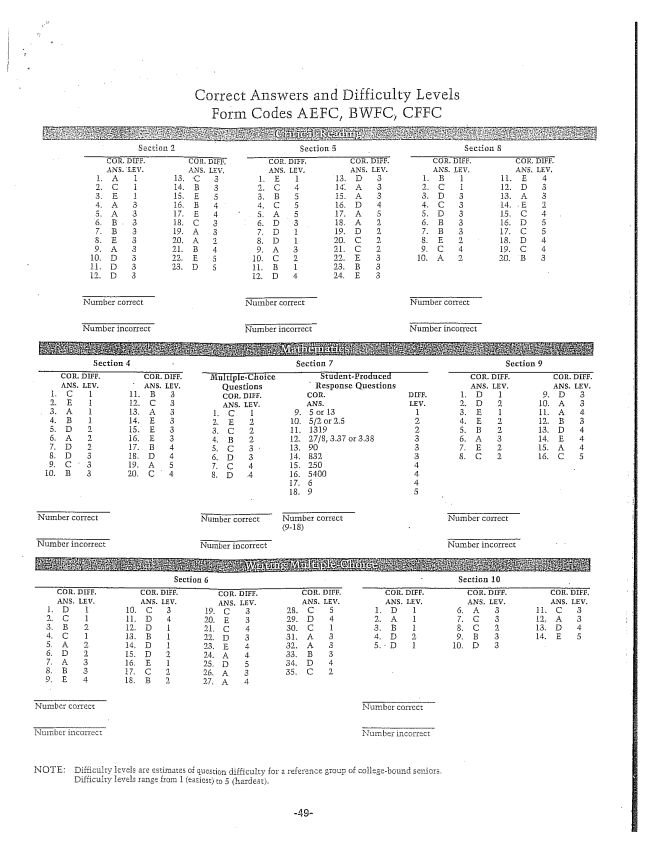 Correct Answers and Difficulty Levels
Form Codes AEFC, BWFC, CFFC
Critical Reading
Section 2
COR. DIFF. COR. DIFF.
ANS. LEV. ANS. LEV.
1. A 1 13. C 3
2. C 1 14. B 3
3. E 1 15. E 5
4. A 3 16. B 4
5. A 3 17. E 4
6. B 3 18. C 3
7. B 3 19. A 3
8. E 3 20. A 2
9. A 3 21. B 4
10. D 3 22. E 5
11. D 3 23. D 5
12. D 3
Number correct
Number incorrect
Section 5
COR. DIFF. COR. DIFF.
ANS. LEV. ANS. LEV.
1. E 1 13. D 3
2. C 4 14. A 3
3. B 5 15. A 3
4. C 5 16. D 4
5. A 5 17. A 5
6. D 3 18. A 2
7. D 1 19. D 2
8. D 1 20. C 2
9. A 3 21. C 2
10. C 2 22. E 3
11. B 1 23. B 3
12. D 4 24. E 3
Number correct
Number incorrect
Section 8
COR. DIFF. COR. DIFF.
ANS. LEV. ANS. LEV.
1. B 1 11. E 4
2. C 1 12. D 3
3. D 3 13. A 3
4. C 3 14. E 2
5. D 3 15. C 4
6. B 3 16. D 5
7. B 3 17. C 5
8. E 2 18. D 4
9. C 4 19. C 4
10. A 2 20. B 3
Number correct
Number incorrect
Mathematics
Section 4
COR. DIFF. COR. DIFF.
ANS. LEV. ANS. LEV.
1. C 1 11. B 3
2. E 1 12. C 3
3. A 1 13. A 3
4. B 1 14. E 3
5. D 2 15. E 3
6. A 2 16. E 3
7. D 2 17. B 4
8. D 3 18. D 4
9. C 3 19. A 5
10. B 3 20. C 4
Number correct
Number incorrect
Section 7
Multiple-Choice
Questions
COR. DIFF.
ANS. LEV.
1. C 1
2. E 2
3. C 2
4. B 2
5. C 3
6. D 3
7. C 4
8. D 4
Number correct
Number incorrect
Student-Produced
Response Questions
COR. DIFF.
ANS. LEV.
9. 5 or 13 1
10. 5/2 or 2.5 2
11. 1319 2
12. 27/8, 3.37 or 3.38 3
13. 90 3
14. 832 3
15. 250 4
16. 5400 4
17. 6 4
18. 9 5
Number correct
(9-18)
Section 9
COR. DIFF. COR. DIFF.
ANS. LEV. ANS. LEV.
1. D 1 9. D 3
2. D 2 10. A 3
3. E 1 11. A 4
4. E 2 12. B 3
5. B 2 13. D 4
6. A 3 14. E 4
7. E 2 15. A 4
8. C 2 16. C 5
Number correct
Number incorrect
Writing Multiple-Choice
Section 6
COR. DIFF. COR. DIFF. COR. DIFF. COR. DIFF.
ANS. LEV. ANS. LEV. ANS. LEV. ANS. LEV.
1. D 1 10. C 3 19. C 3 28. C 5
2. C 1 11. D 4 20. E 3 29. D 4
3. B 2 12. D 1 21. C 4 30. C 1
4. C 1 13. B 1 22. D 3 31. A 3
5. A 2 14. D 1 23. E 4 32. A 3
6. D 2 15. D 2 24. A 4 33. B 3
7. A 3 16. E 1 25. D 5 34. D 4
8. B 3 17. C 2 26. A 3 35. C 2
9. E 4 18. B 2 27. A 4
Number correct
Number incorrect
Section 10
COR. DIFF. COR. DIFF. COR. DIFF.
ANS. LEV. ANS. LEV. ANS. LEV.
1. D 1 6. A 3 11. C 3
2. A 1 7. C 3 12. A 3
3. B 1 8. C 2 13. D 4
4. D 2 9. B 3 14. E 5
5. D 1 10. D 3
Number correct
Number incorrect
NOTE: Difficulty levels are estimates of question difficulty for a reference group of college-bound seniors.
Difficulty levels range from 1 (easiest) to 5 (hardest).
-49-